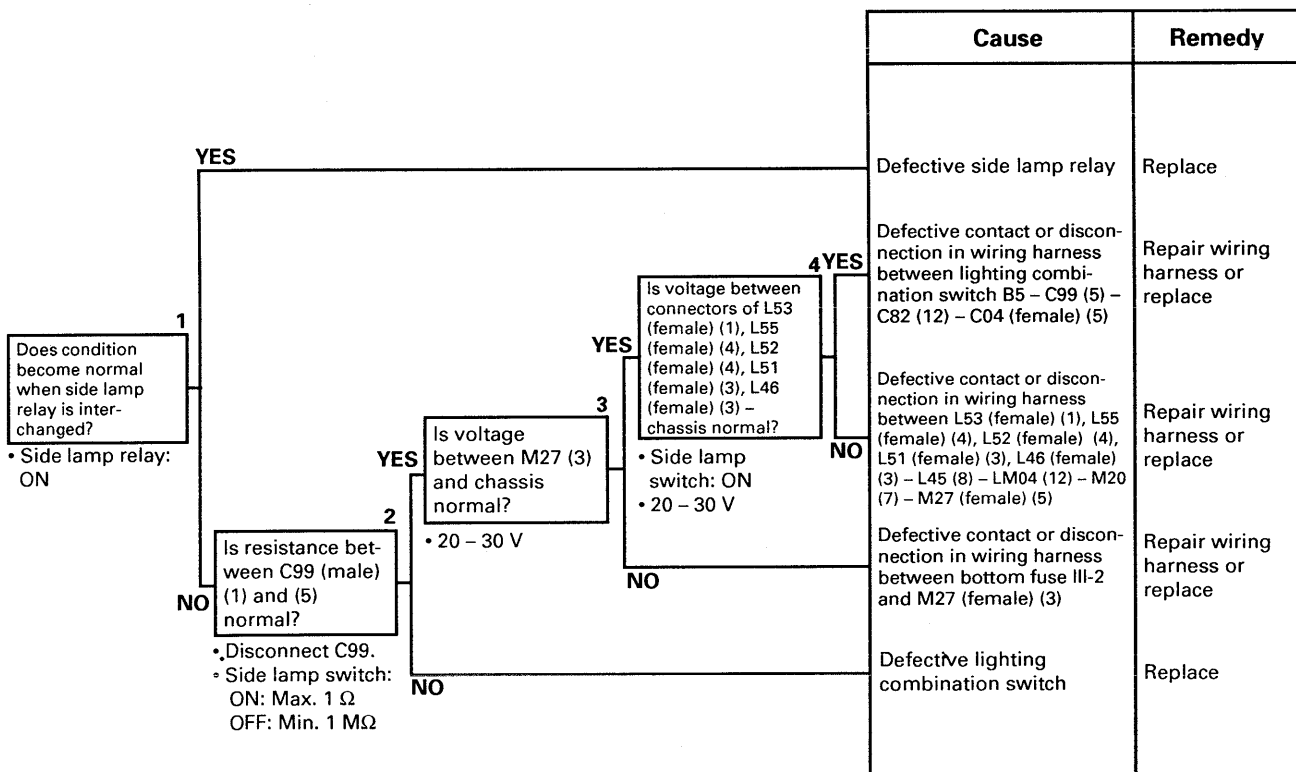 Cause
Remedy
YES
Defective side lamp relay
Replace
1
Does condition
become normal
when side lamp
relay is inter-
changed?
• Side lamp relay:
ON
NO
2
Is resistance bet-
ween C99 (male)
(1) and (5)
normal?
• Disconnect C99.
• Side lamp switch:
ON: Max. 1 Ω
OFF: Min. 1 MΩ
YES
3
Is voltage
between M27 (3)
and chassis
normal?
• 20 – 30 V
YES
4
Is voltage between
connectors of L53
(female) (1), L55
(female) (4), L52
(female) (4), L51
(female) (3), L46
(female) (3) –
chassis normal?
• Side lamp
switch: ON
• 20 – 30 V
YES
Defective contact or discon-
nection in wiring harness
between lighting combi-
nation switch B5 – C99 (5) –
C82 (12) – C04 (female) (5)
Repair wiring
harness or
replace
NO
Defective contact or discon-
nection in wiring harness
between L53 (female) (1), L55
(female) (4), L52 (female) (4),
L51 (female) (3), L46 (female)
(3) – L45 (8) – LM04 (12) – M20
(7) – M27 (female) (5)
Repair wiring
harness or
replace
NO
Defective contact or discon-
nection in wiring harness
between bottom fuse III-2
and M27 (female) (3)
Repair wiring
harness or
replace
NO
Defective lighting
combination switch
Replace